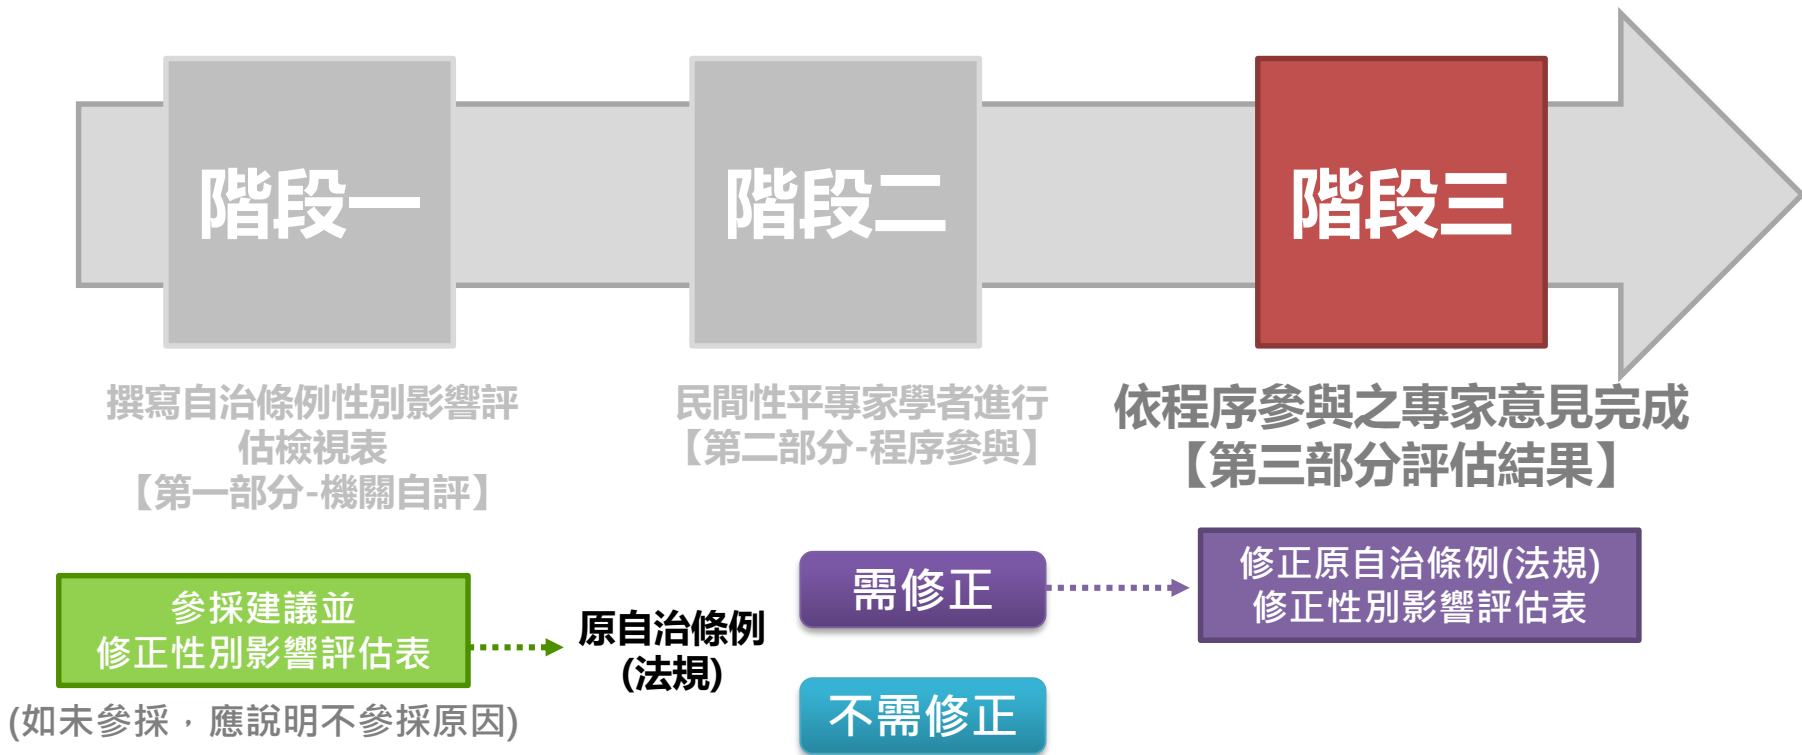 階段一
階段二
階段三
撰寫自治條例性別影響評
估檢視表
【第一部分-機關自評】
民間性平專家學者進行
【第二部分-程序參與】
依程序參與之專家意見完成
【第三部分評估結果】
參採建議並
修正性別影響評估表
(如未參採，應說明不參採原因)
原自治條例
(法規)
需修正
不需修正
修正原自治條例(法規)
修正性別影響評估表